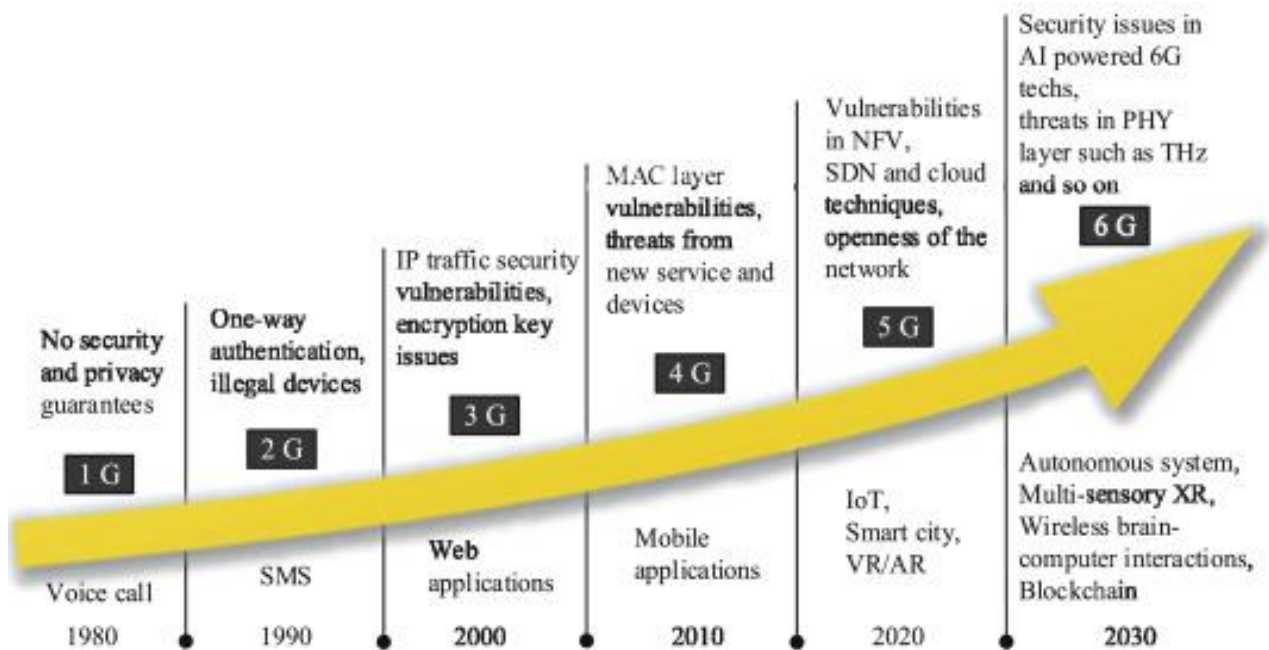 No security
and privacy
guarantees
1 G
Voice call
1980
One-way
authentication,
illegal devices
2 G
SMS
1990
IP traffic security
vulnerabilities,
encryption key
issues
3 G
Web
applications
2000
MAC layer
vulnerabilities,
threats from
new service and
devices
4 G
Mobile
applications
2010
Vulnerabilities
in NFV,
SDN and cloud
techniques,
openness of the
network
5 G
IoT,
Smart city,
VR/AR
2020
Security issues in
AI powered 6G
techs,
threats in PHY
layer such as THz
and so on
6 G
Autonomous system,
Multi-sensory XR,
Wireless brain-
computer interactions,
Blockchain
2030